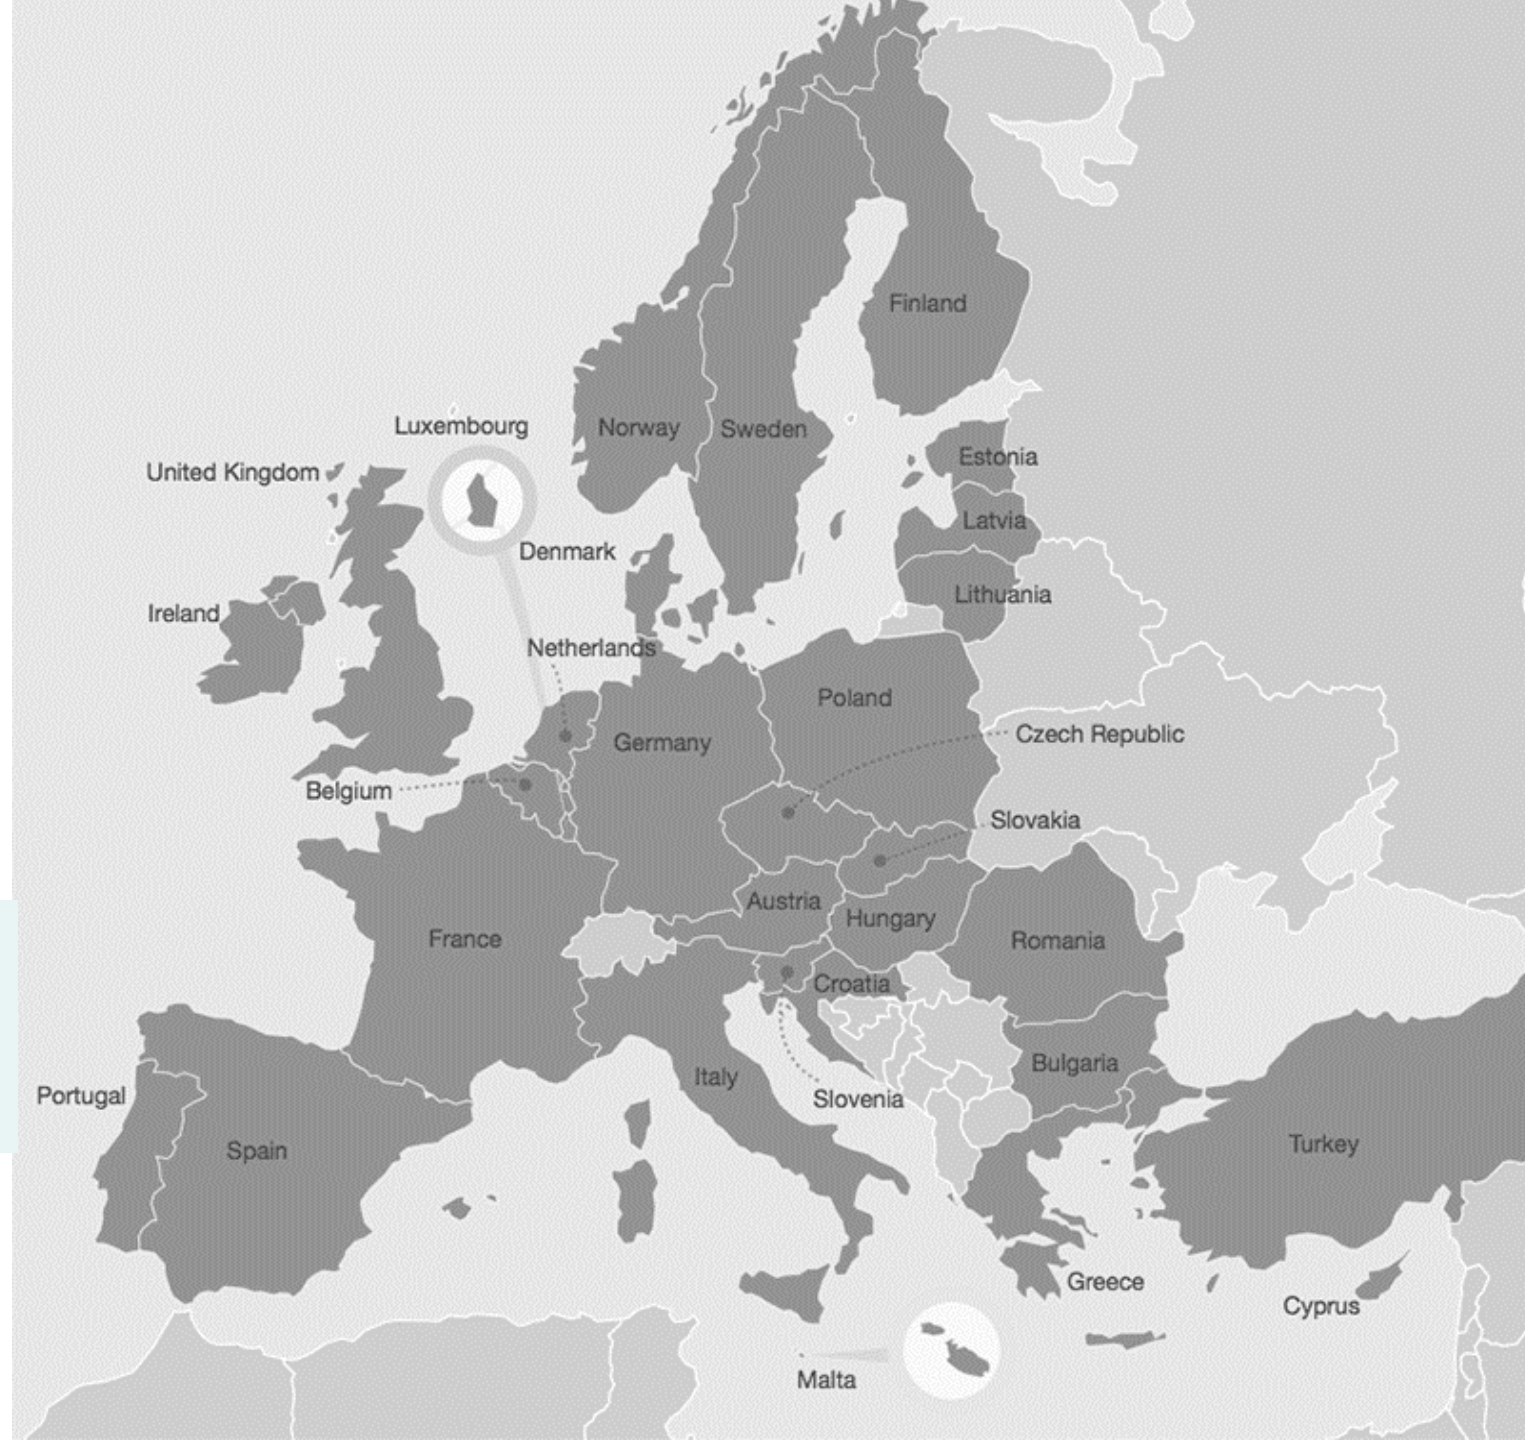 Finland
Luxembourg
Norway
Sweden
Estonia
United Kingdom
Latvia
Denmark
Lithuania
Ireland
Netherlands
Poland
Czech Republic
Germany
Belgium
Slovakia
Austria
Hungary
France
Romania
Croatia
Bulgaria
Italy
Portugal
Slovenia
Turkey
Spain
Greece
Cyprus
Malta